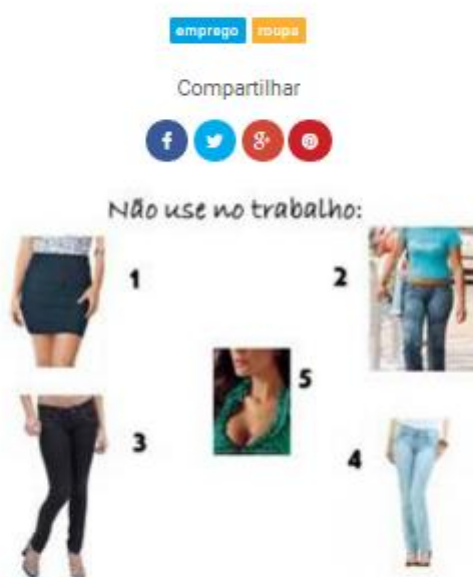 emprego roupa
Compartilhar
f g+
Não use no trabalho:
1 2
5
3
4